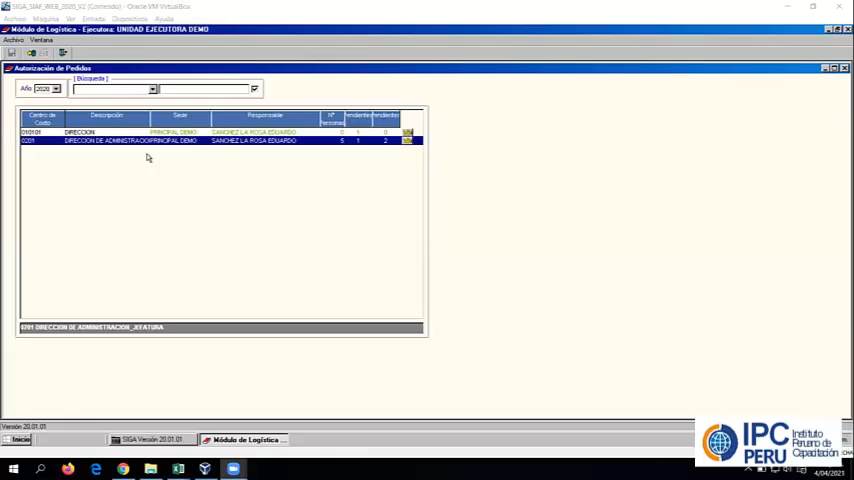 SIGA_SIAF_WEB_2020_V2 [Corriendo] - Oracle VM VirtualBox
Archivo Máquina Ver Entrada Dispositivos Ayuda
Módulo de Logística - Ejecutora: UNIDAD EJECUTORA DEMO
Archivo Ventana
Autorización de Pedidos
Año 2020 [ Búsqueda ]
Centro de Costo Descripción Sede Responsable Nº Personas Pendientes Pendientes
010101 DIRECCION PRINCIPAL DEMO SANCHEZ LA ROSA EDUARDO 0 1 0
0201 DIRECCION DE ADMINISTRACIO PRINCIPAL DEMO SANCHEZ LA ROSA EDUARDO 5 1 2
0201 DIRECCION DE ADMINISTRACION_JEFATURA
Versión 20.01.01
Inicio SIGA Versión 20.01.01 Módulo de Logística ...
IPC PERU Instituto Peruano de Capacitación
4/04/2021